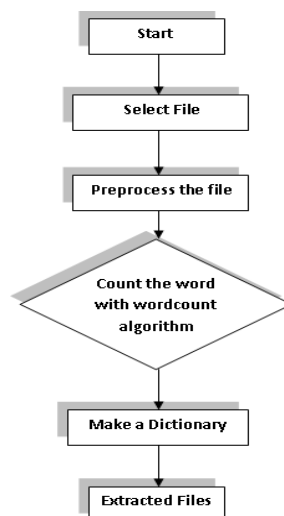 Start
Select File
Preprocess the file
Count the word
with wordcount
algorithm
Make a Dictionary
Extracted Files